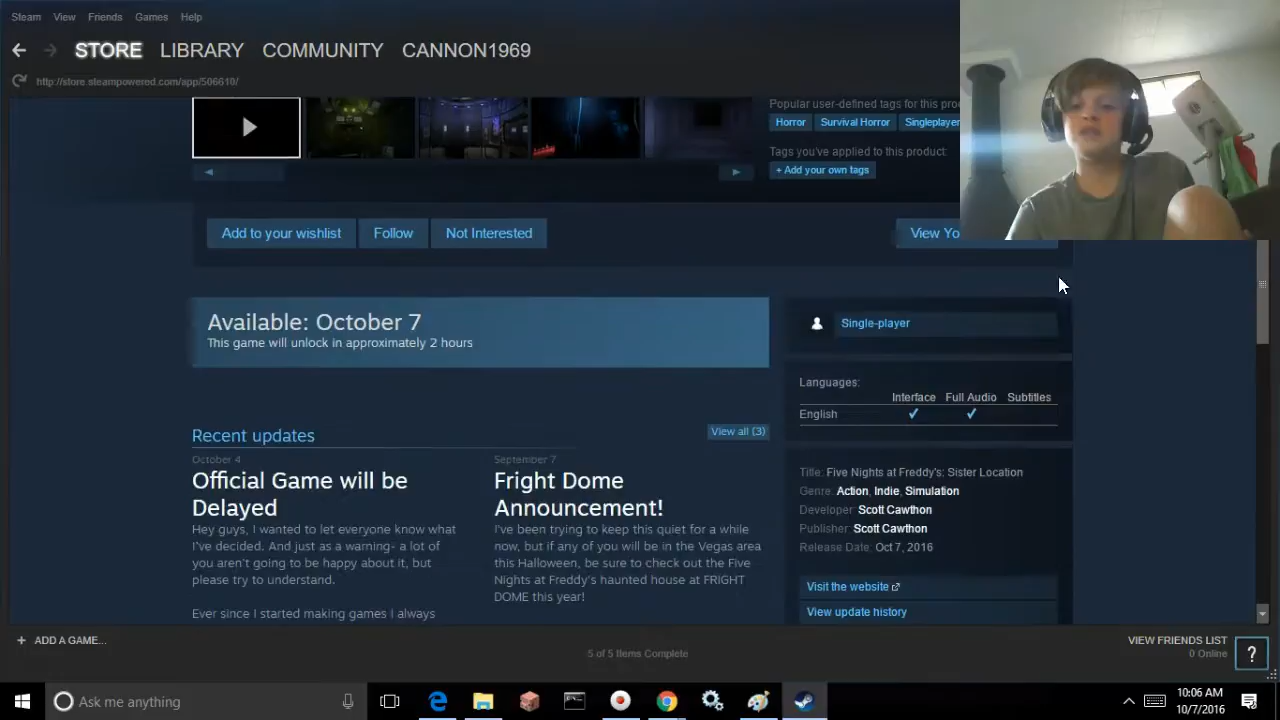 Steam View Friends Games Help
STORE LIBRARY COMMUNITY CANNON1969
http://store.steampowered.com/app/506610/
Popular user-defined tags for this pro
Horror Survival Horror Singleplayer
Tags you've applied to this product:
+ Add your own tags
Add to your wishlist Follow Not Interested View Yo
Available: October 7
This game will unlock in approximately 2 hours
Single-player
Languages:
Interface Full Audio Subtitles
English ✓ ✓
Recent updates View all (3)
October 4
Official Game will be
Delayed
Hey guys, I wanted to let everyone know what
I've decided. And just as a warning- a lot of
you aren't going to be happy about it, but
please try to understand.
Ever since I started making games I always
September 7
Fright Dome
Announcement!
I've been trying to keep this quiet for a while
now, but if any of you will be in the Vegas area
this Halloween, be sure to check out the Five
Nights at Freddy's haunted house at FRIGHT
DOME this year!
Title: Five Nights at Freddy's: Sister Location
Genre: Action, Indie, Simulation
Developer: Scott Cawthon
Publisher: Scott Cawthon
Release Date: Oct 7, 2016
Visit the website
View update history
+ ADD A GAME...
5 of 5 Items Complete
VIEW FRIENDS LIST
0 Online
?
Ask me anything
10:06 AM
10/7/2016